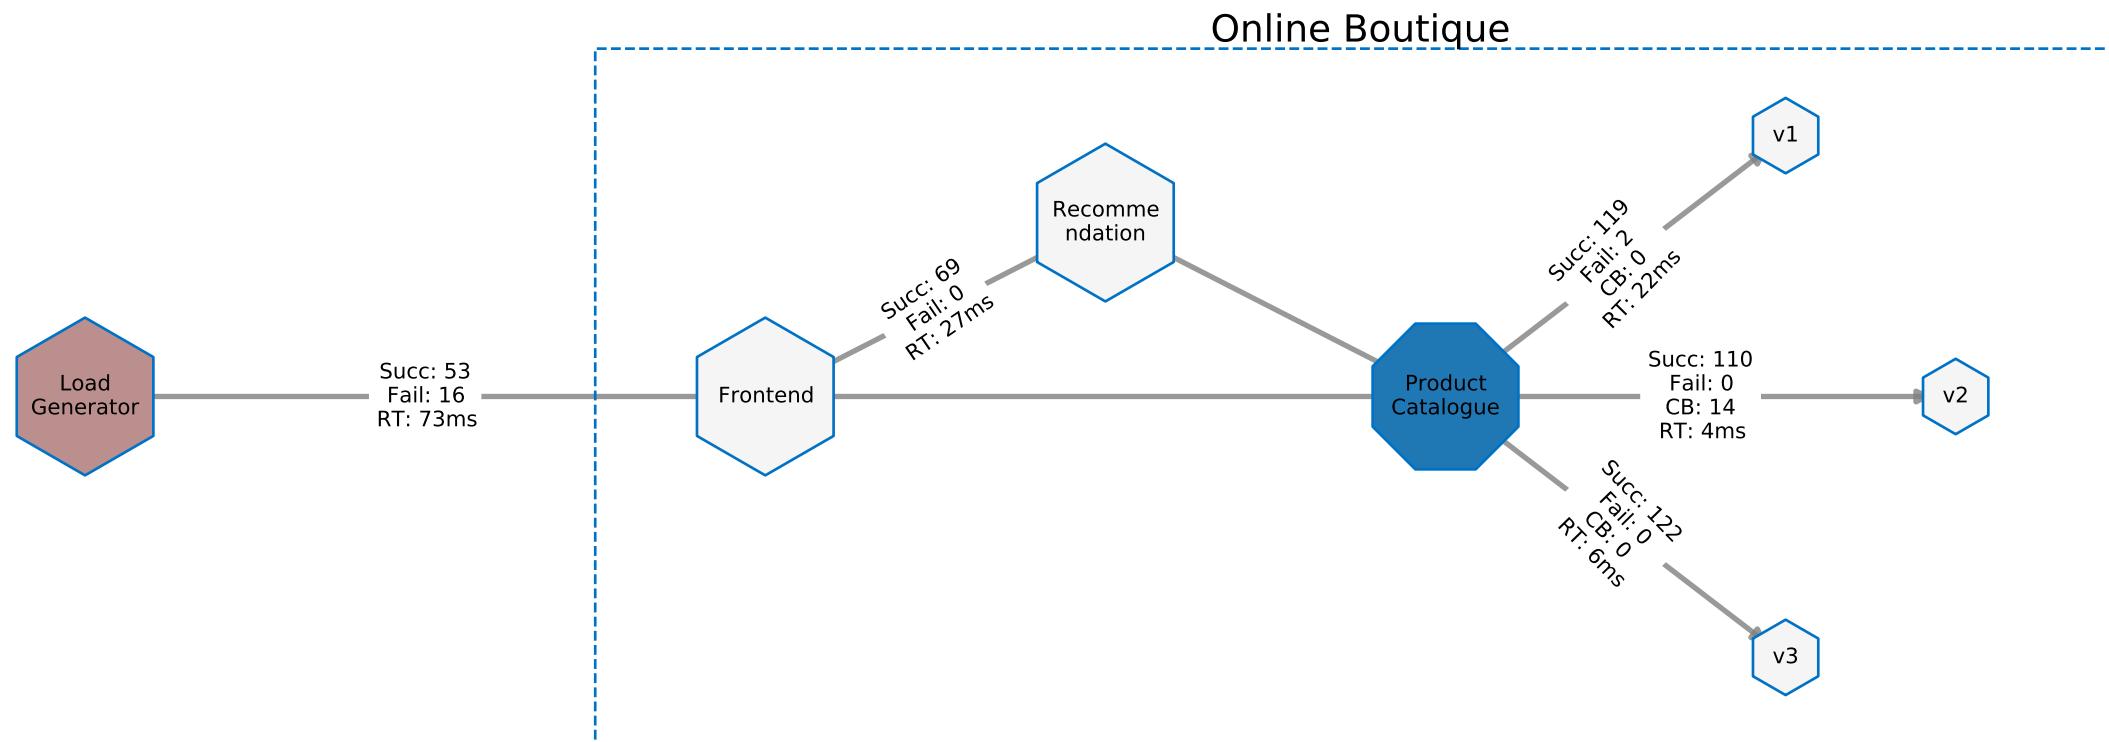 Online Boutique
Load
Generator
Succ: 53
Fail: 16
RT: 73ms
Frontend
Succ: 69
Fail: 0
RT: 27ms
Recomme
ndation
Product
Catalogue
Succ: 119
Fail: 2
CB: 0
RT: 22ms
v1
Succ: 110
Fail: 0
CB: 14
RT: 4ms
v2
Succ: 122
Fail: 0
CB: 0
RT: 6ms
v3